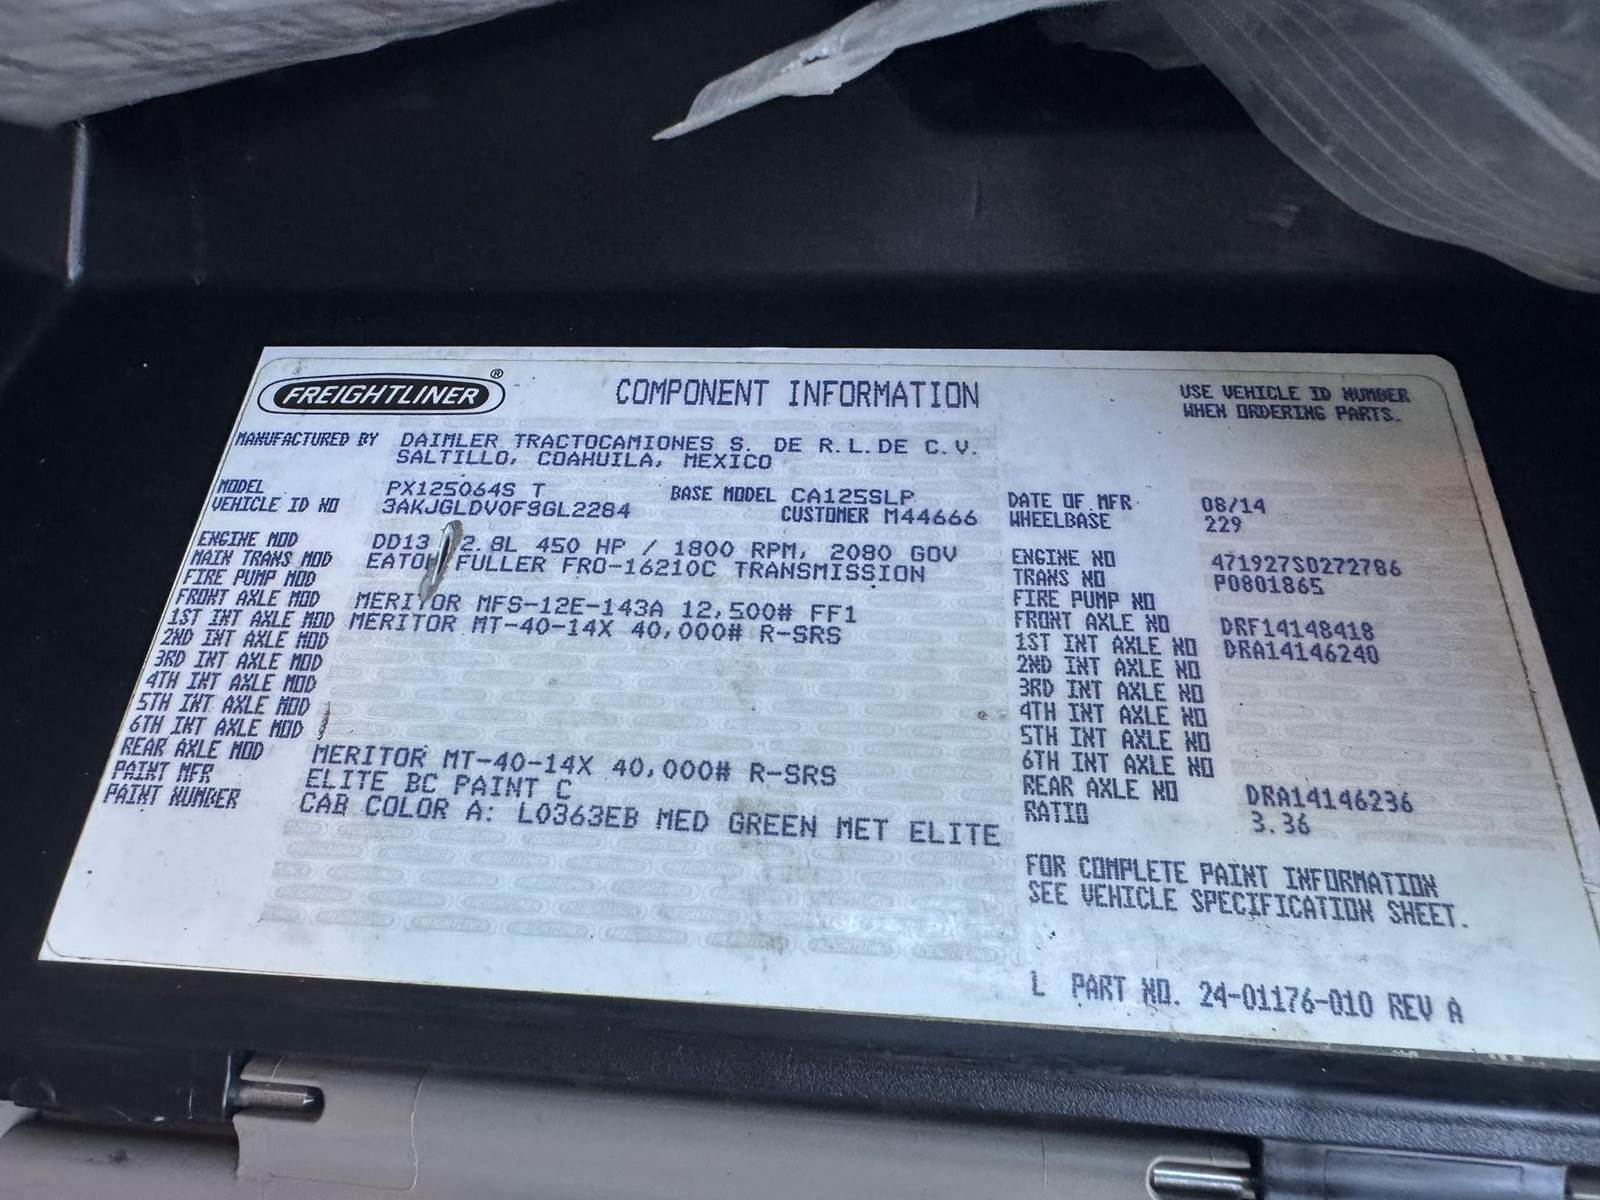 FREIGHTLINER®
COMPONENT INFORMATION
USE VEHICLE ID NUMBER
WHEN ORDERING PARTS.
MANUFACTURED BY DAIMLER TRACTOCAMIONES S. DE R.L.DE C.V.
SALTILLO, COAHUILA, MEXICO
MODEL PX125064S T BASE MODEL CA125SLP DATE OF MFR 08/14
VEHICLE ID NO 3AKJGLDV0FSGL2284 CUSTOMER M44666 WHEELBASE 229
ENGINE MOD DD13 2.8L 450 HP / 1800 RPM, 2080 GOV ENGINE NO 471927S0272786
MAIN TRANS MOD EATON FULLER FRO-16210C TRANSMISSION TRANS NO P0801865
FIRE PUMP MOD FIRE PUMP NO
FRONT AXLE MOD MERITOR MFS-12E-143A 12,500# FF1 FRONT AXLE NO DRF14148418
1ST INT AXLE MOD MERITOR MT-40-14X 40,000# R-SRS 1ST INT AXLE NO DRA14146240
2ND INT AXLE MOD 2ND INT AXLE NO
3RD INT AXLE MOD 3RD INT AXLE NO
4TH INT AXLE MOD 4TH INT AXLE NO
5TH INT AXLE MOD 5TH INT AXLE NO
6TH INT AXLE MOD 6TH INT AXLE NO
REAR AXLE MOD MERITOR MT-40-14X 40,000# R-SRS REAR AXLE NO DRA14146236
PAINT MFR ELITE BC PAINT C RATIO 3.36
PAINT NUMBER CAB COLOR A: L0363EB MED GREEN MET ELITE
FOR COMPLETE PAINT INFORMATION
SEE VEHICLE SPECIFICATION SHEET.
L PART NO. 24-01176-010 REV A